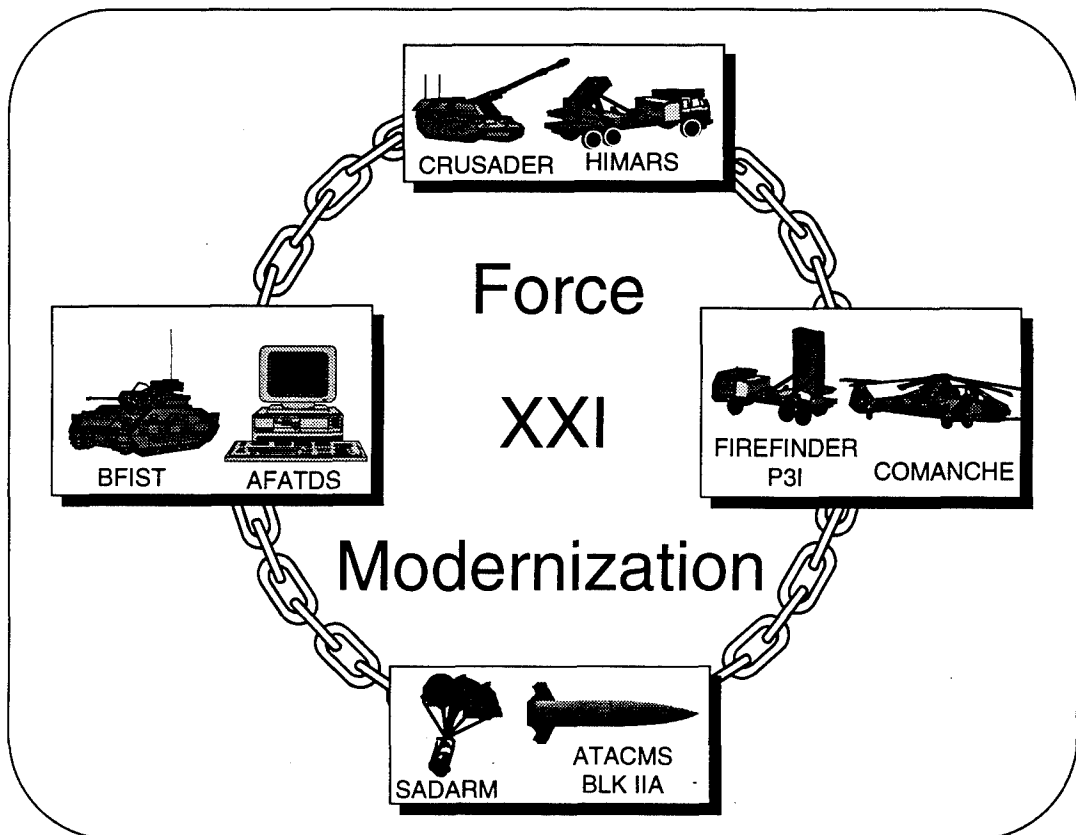 CRUSADER HIMARS
Force
XXI
Modernization
BFIST AFATDS
FIREFINDER
P3I
COMANCHE
SADARM
ATACMS
BLK IIA